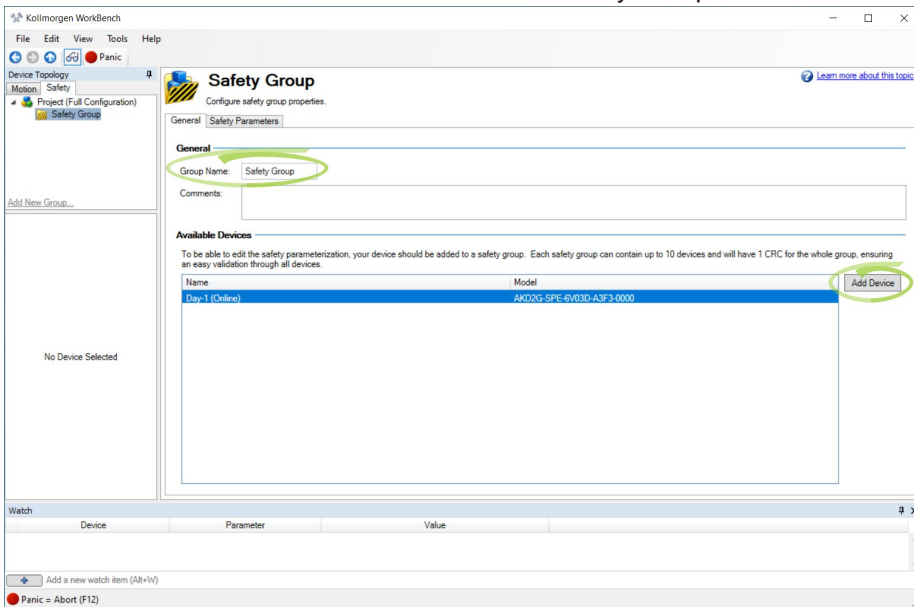 Kollmorgen WorkBench
File Edit View Tools Help
Panic
Device Topology
Motion Safety
Project (Full Configuration)
Safety Group
Add New Group...
No Device Selected
Safety Group
Configure safety group properties.
Learn more about this topic
General Safety Parameters
General
Group Name: Safety Group
Comments:
Available Devices
To be able to edit the safety parameterization, your device should be added to a safety group. Each safety group can contain up to 10 devices and will have 1 CRC for the whole group, ensuring
an easy validation through all devices.
Name Model
Add Device
Day-1 (Online) AKD2G-SPE-6V03D-A3F3-0000
Watch
Device Parameter Value
Add a new watch item (Alt+W)
Panic = Abort (F12)